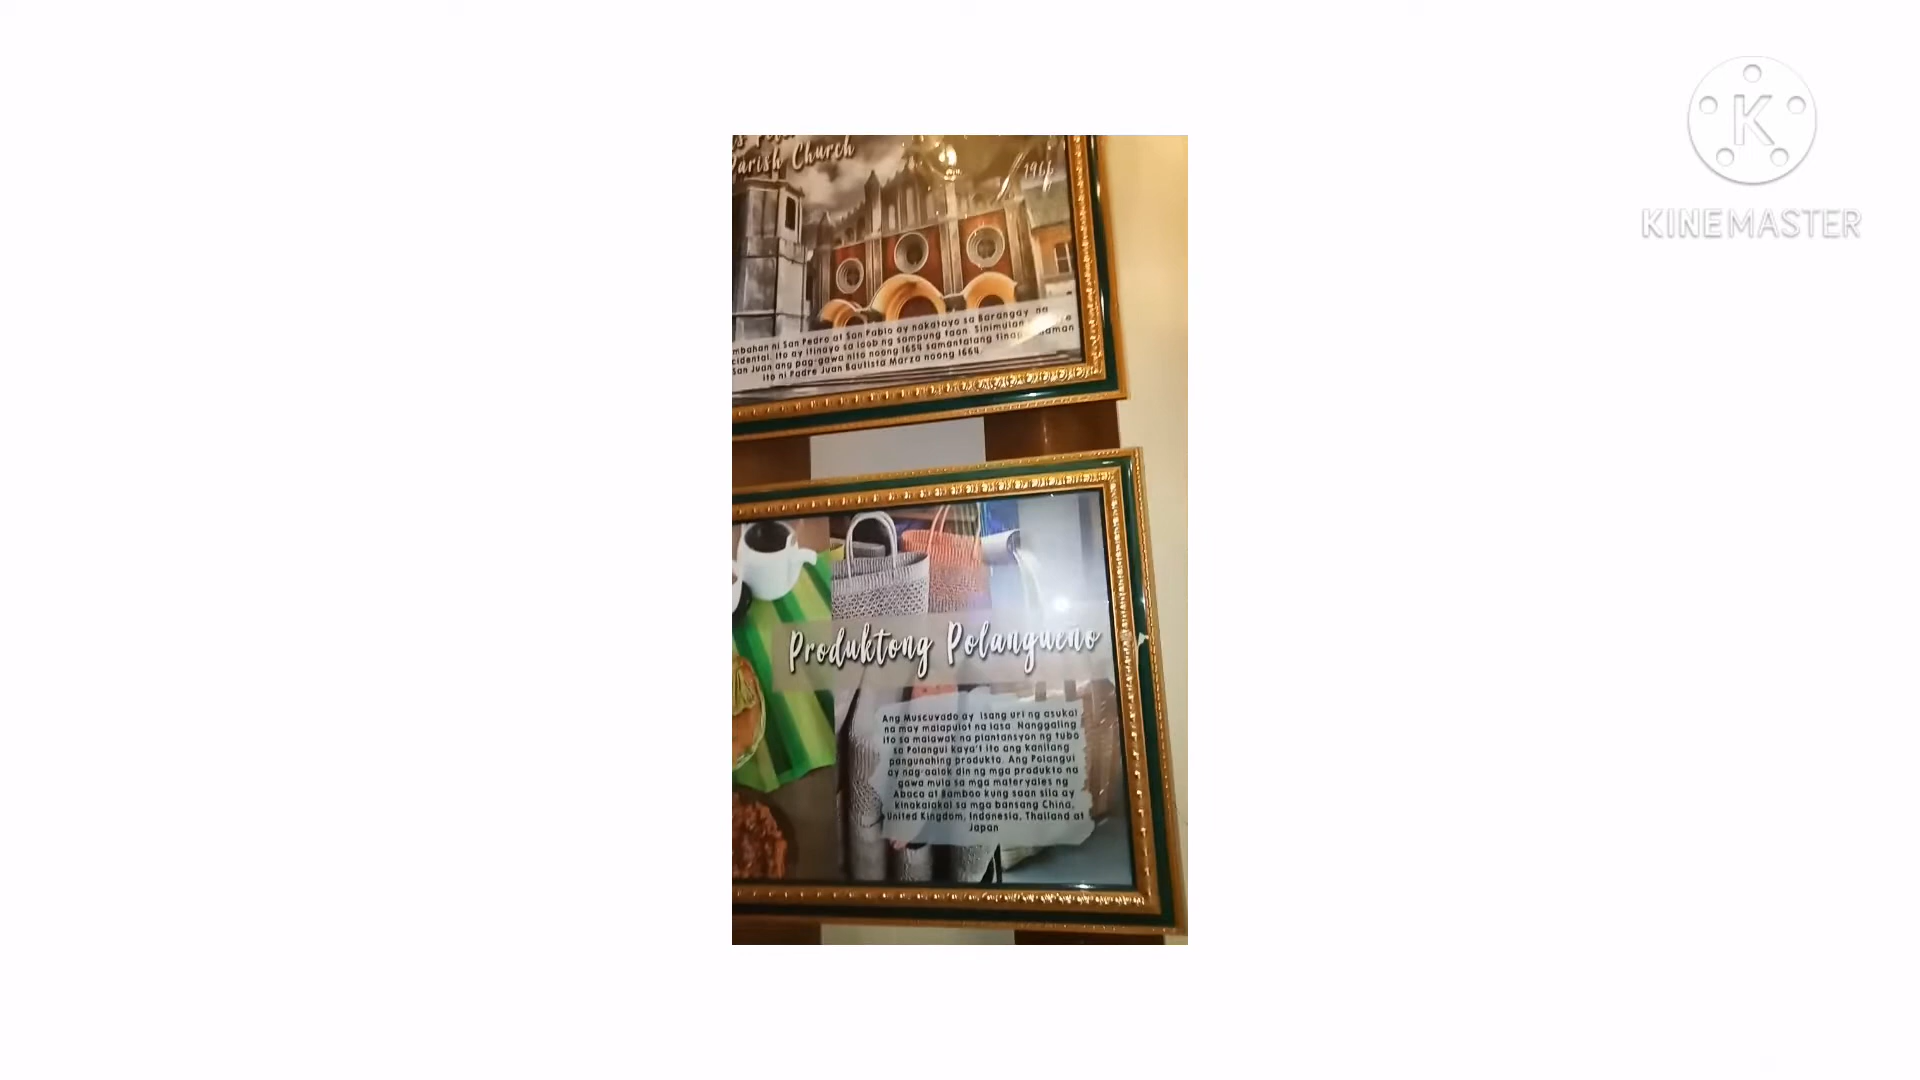 Parish Church
1966
KINEMASTER
mbahan ni San Pedro at San Pablo ay nakatayo sa Barangay na
cidental. Ito ay itinayo sa loob ng sampung taon. Sinimulan
San Juan ang pag-gawa nito noong 1654 samantalang
ito ni Padre Juan Bautista Marza noong 1664.
Produktong Polangueno
Ang Muscuvado ay isang uri ng asukal
na may malapulot na lasa. Nanggaling
ito sa malawak na plantansyon ng tubo
sa Polangui kaya't ito ang kanilang
pangunahing produkto. Ang Polangui
ay nag-aalok din ng mga produkto na
gawa mula sa mga materyales ng
Abaca at Bamboo kung saan sila ay
kinakalakal sa mga bansang China,
United Kingdom, Indonesia, Thailand at
Japan